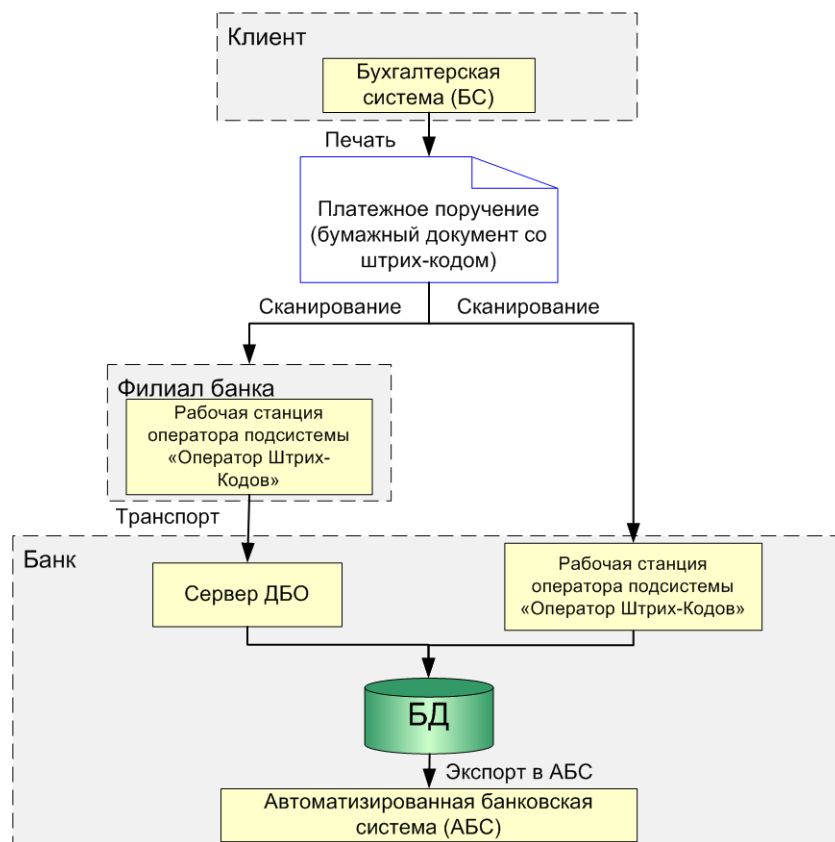 Клиент
Бухгалтерская
система (БС)
Печать
Платежное поручение
(бумажный документ со
штрих-кодом)
Сканирование
Сканирование
Филиал банка
Рабочая станция
оператора подсистемы
«Оператор Штрих-
Кодов»
Транспорт
Банк
Сервер ДБО
Рабочая станция
оператора подсистемы
«Оператор Штрих-Кодов»
БД
Экспорт в АБС
Автоматизированная банковская
система (АБС)